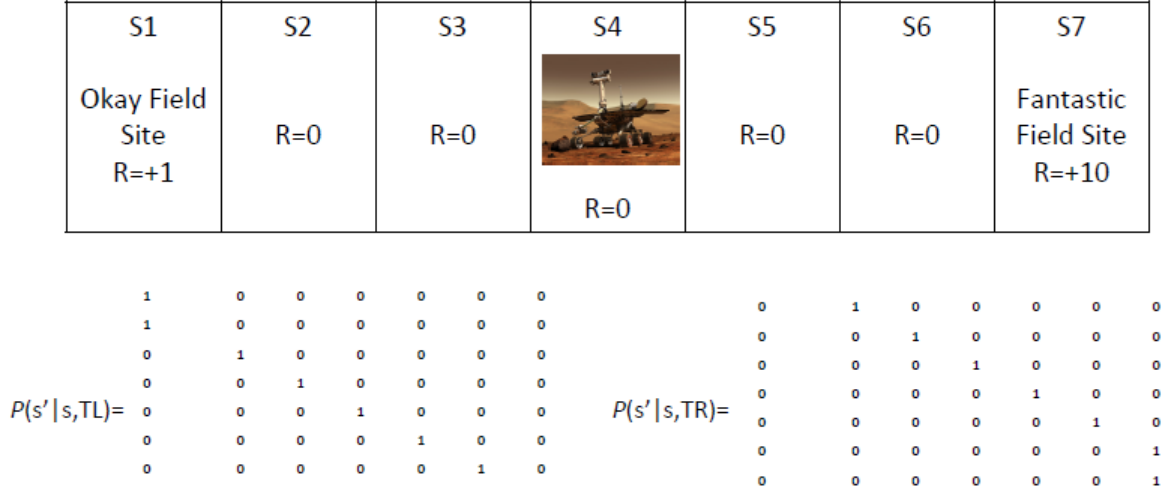 S1 S2 S3 S4 S5 S6 S7
Okay Field Site R=+1
R=0
R=0
R=0
R=0
R=0
Fantastic Field Site R=+10
P(s'|s,TL)=
1 0 0 0 0 0 0
1 0 0 0 0 0 0
0 1 0 0 0 0 0
0 0 1 0 0 0 0
0 0 0 1 0 0 0
0 0 0 0 1 0 0
0 0 0 0 0 1 0
P(s'|s,TR)=
0 1 0 0 0 0 0
0 0 1 0 0 0 0
0 0 0 1 0 0 0
0 0 0 0 1 0 0
0 0 0 0 0 1 0
0 0 0 0 0 0 1
0 0 0 0 0 0 1